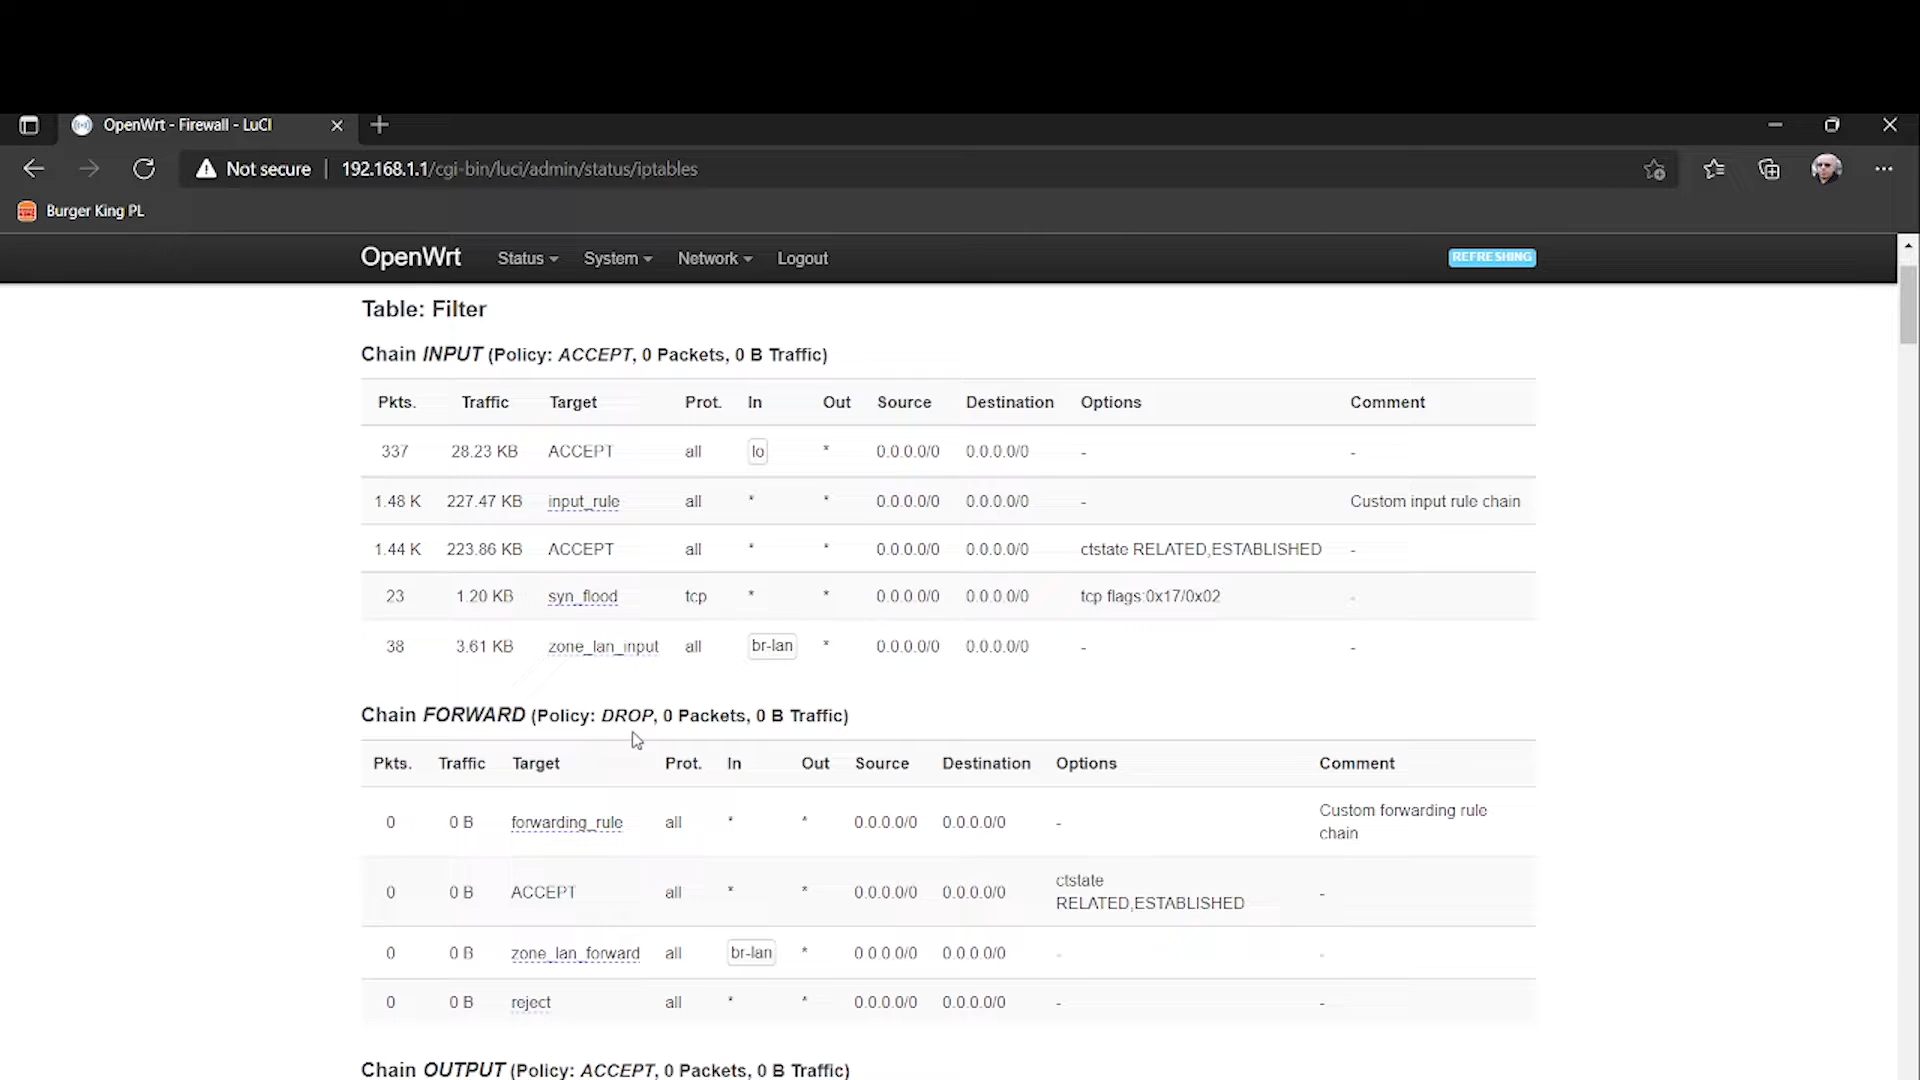 OpenWrt - Firewall - LuCI
Not secure 192.168.1.1/cgi-bin/luci/admin/status/iptables
Burger King PL
OpenWrt Status System Network Logout REFRESHING
Table: Filter
Chain INPUT (Policy: ACCEPT, 0 Packets, 0 B Traffic)
Pkts. Traffic Target Prot. In Out Source Destination Options Comment
337 28.23 KB ACCEPT all lo * 0.0.0.0/0 0.0.0.0/0 - -
1.48 K 227.47 KB input_rule all * * 0.0.0.0/0 0.0.0.0/0 - Custom input rule chain
1.44 K 223.86 KB ACCEPT all * * 0.0.0.0/0 0.0.0.0/0 ctstate RELATED,ESTABLISHED -
23 1.20 KB syn_flood tcp * * 0.0.0.0/0 0.0.0.0/0 tcp flags:0x17/0x02 -
38 3.61 KB zone_lan_input all br-lan * 0.0.0.0/0 0.0.0.0/0 - -
Chain FORWARD (Policy: DROP, 0 Packets, 0 B Traffic)
Pkts. Traffic Target Prot. In Out Source Destination Options Comment
0 0 B forwarding_rule all * * 0.0.0.0/0 0.0.0.0/0 - Custom forwarding rule
chain
0 0 B ACCEPT all * * 0.0.0.0/0 0.0.0.0/0 ctstate
RELATED,ESTABLISHED -
0 0 B zone_lan_forward all br-lan * 0.0.0.0/0 0.0.0.0/0 - -
0 0 B reject all * * 0.0.0.0/0 0.0.0.0/0 - -
Chain OUTPUT (Policy: ACCEPT, 0 Packets, 0 B Traffic)